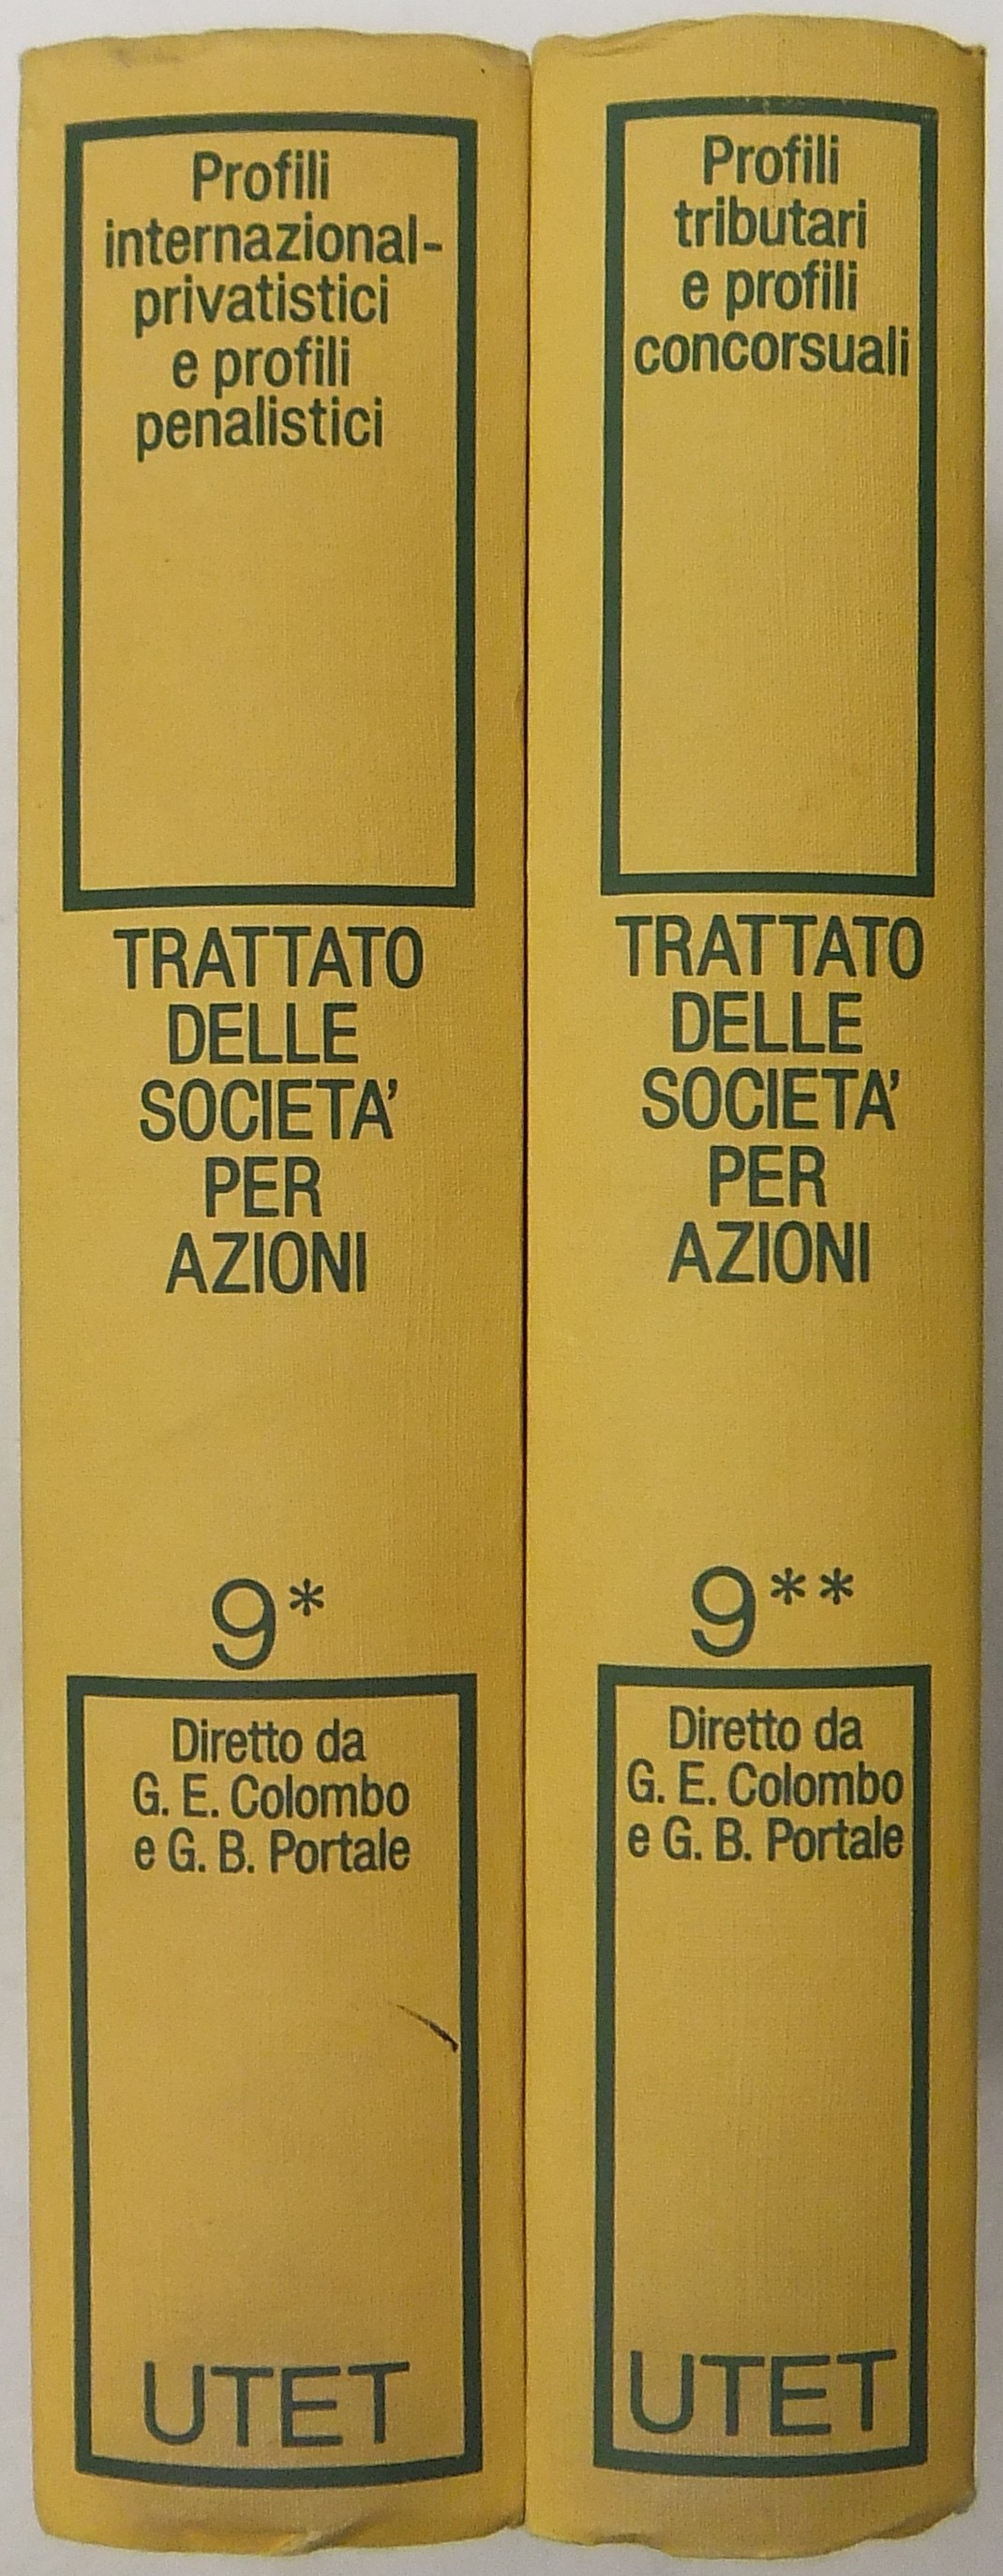 Profili
internazional-
privatistici
e profili
penalistici
TRATTATO
DELLE
SOCIETA'
PER
AZIONI
9*
Diretto da
G. E. Colombo
e G. B. Portale
UTET
Profili
tributari
e profili
concorsuali
TRATTATO
DELLE
SOCIETA'
PER
AZIONI
9**
Diretto da
G. E. Colombo
e G. B. Portale
UTET